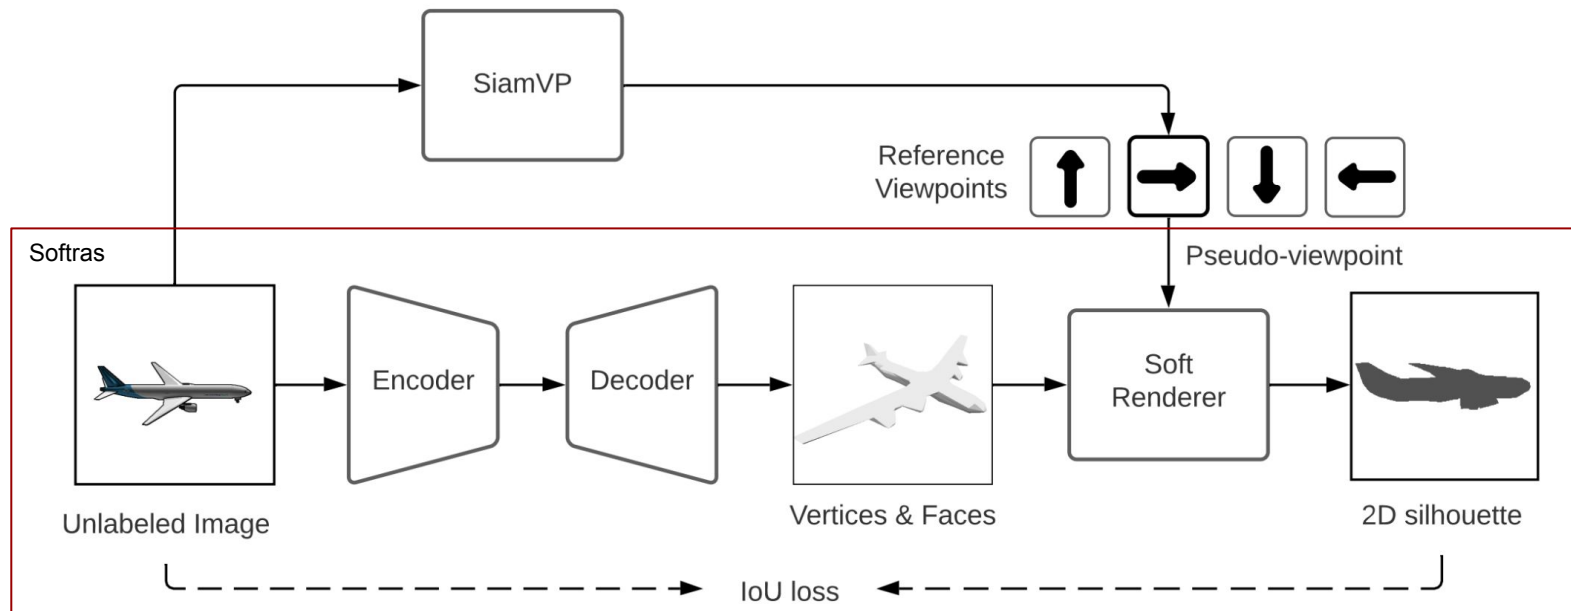 SiamVP
Reference
Viewpoints
Softras
Pseudo-viewpoint
Encoder
Decoder
Soft
Renderer
Unlabeled Image
Vertices & Faces
2D silhouette
IoU loss